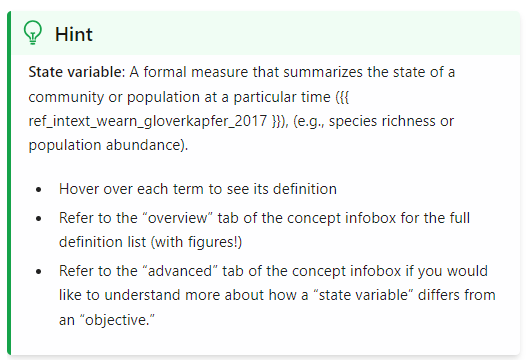 Hint
State variable: A formal measure that summarizes the state of a
community or population at a particular time ({{
ref_intext_wearn_gloverkapfer_2017 }}), (e.g., species richness or
population abundance).
• Hover over each term to see its definition
• Refer to the “overview” tab of the concept infobox for the full
definition list (with figures!)
• Refer to the “advanced” tab of the concept infobox if you would
like to understand more about how a “state variable” differs from
an “objective.”